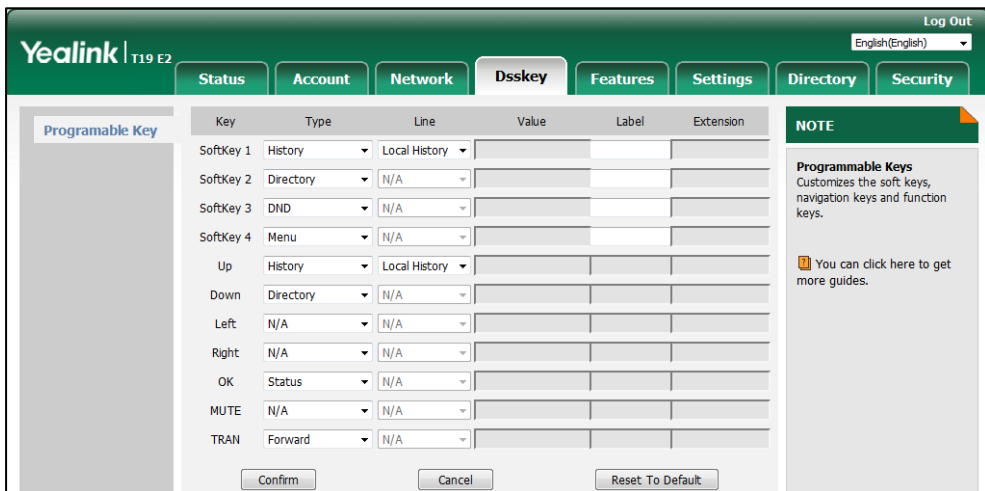 Log Out
Yealink T19 E2
English(English)
Status Account Network Dsskey Features Settings Directory Security
Programable Key
Key Type Line Value Label Extension
SoftKey 1 History Local History
SoftKey 2 Directory N/A
SoftKey 3 DND N/A
SoftKey 4 Menu N/A
Up History Local History
Down Directory N/A
Left N/A N/A
Right N/A N/A
OK Status N/A
MUTE N/A N/A
TRAN Forward N/A
Confirm Cancel Reset To Default
NOTE
Programmable Keys
Customizes the soft keys,
navigation keys and function
keys.
? You can click here to get
more guides.